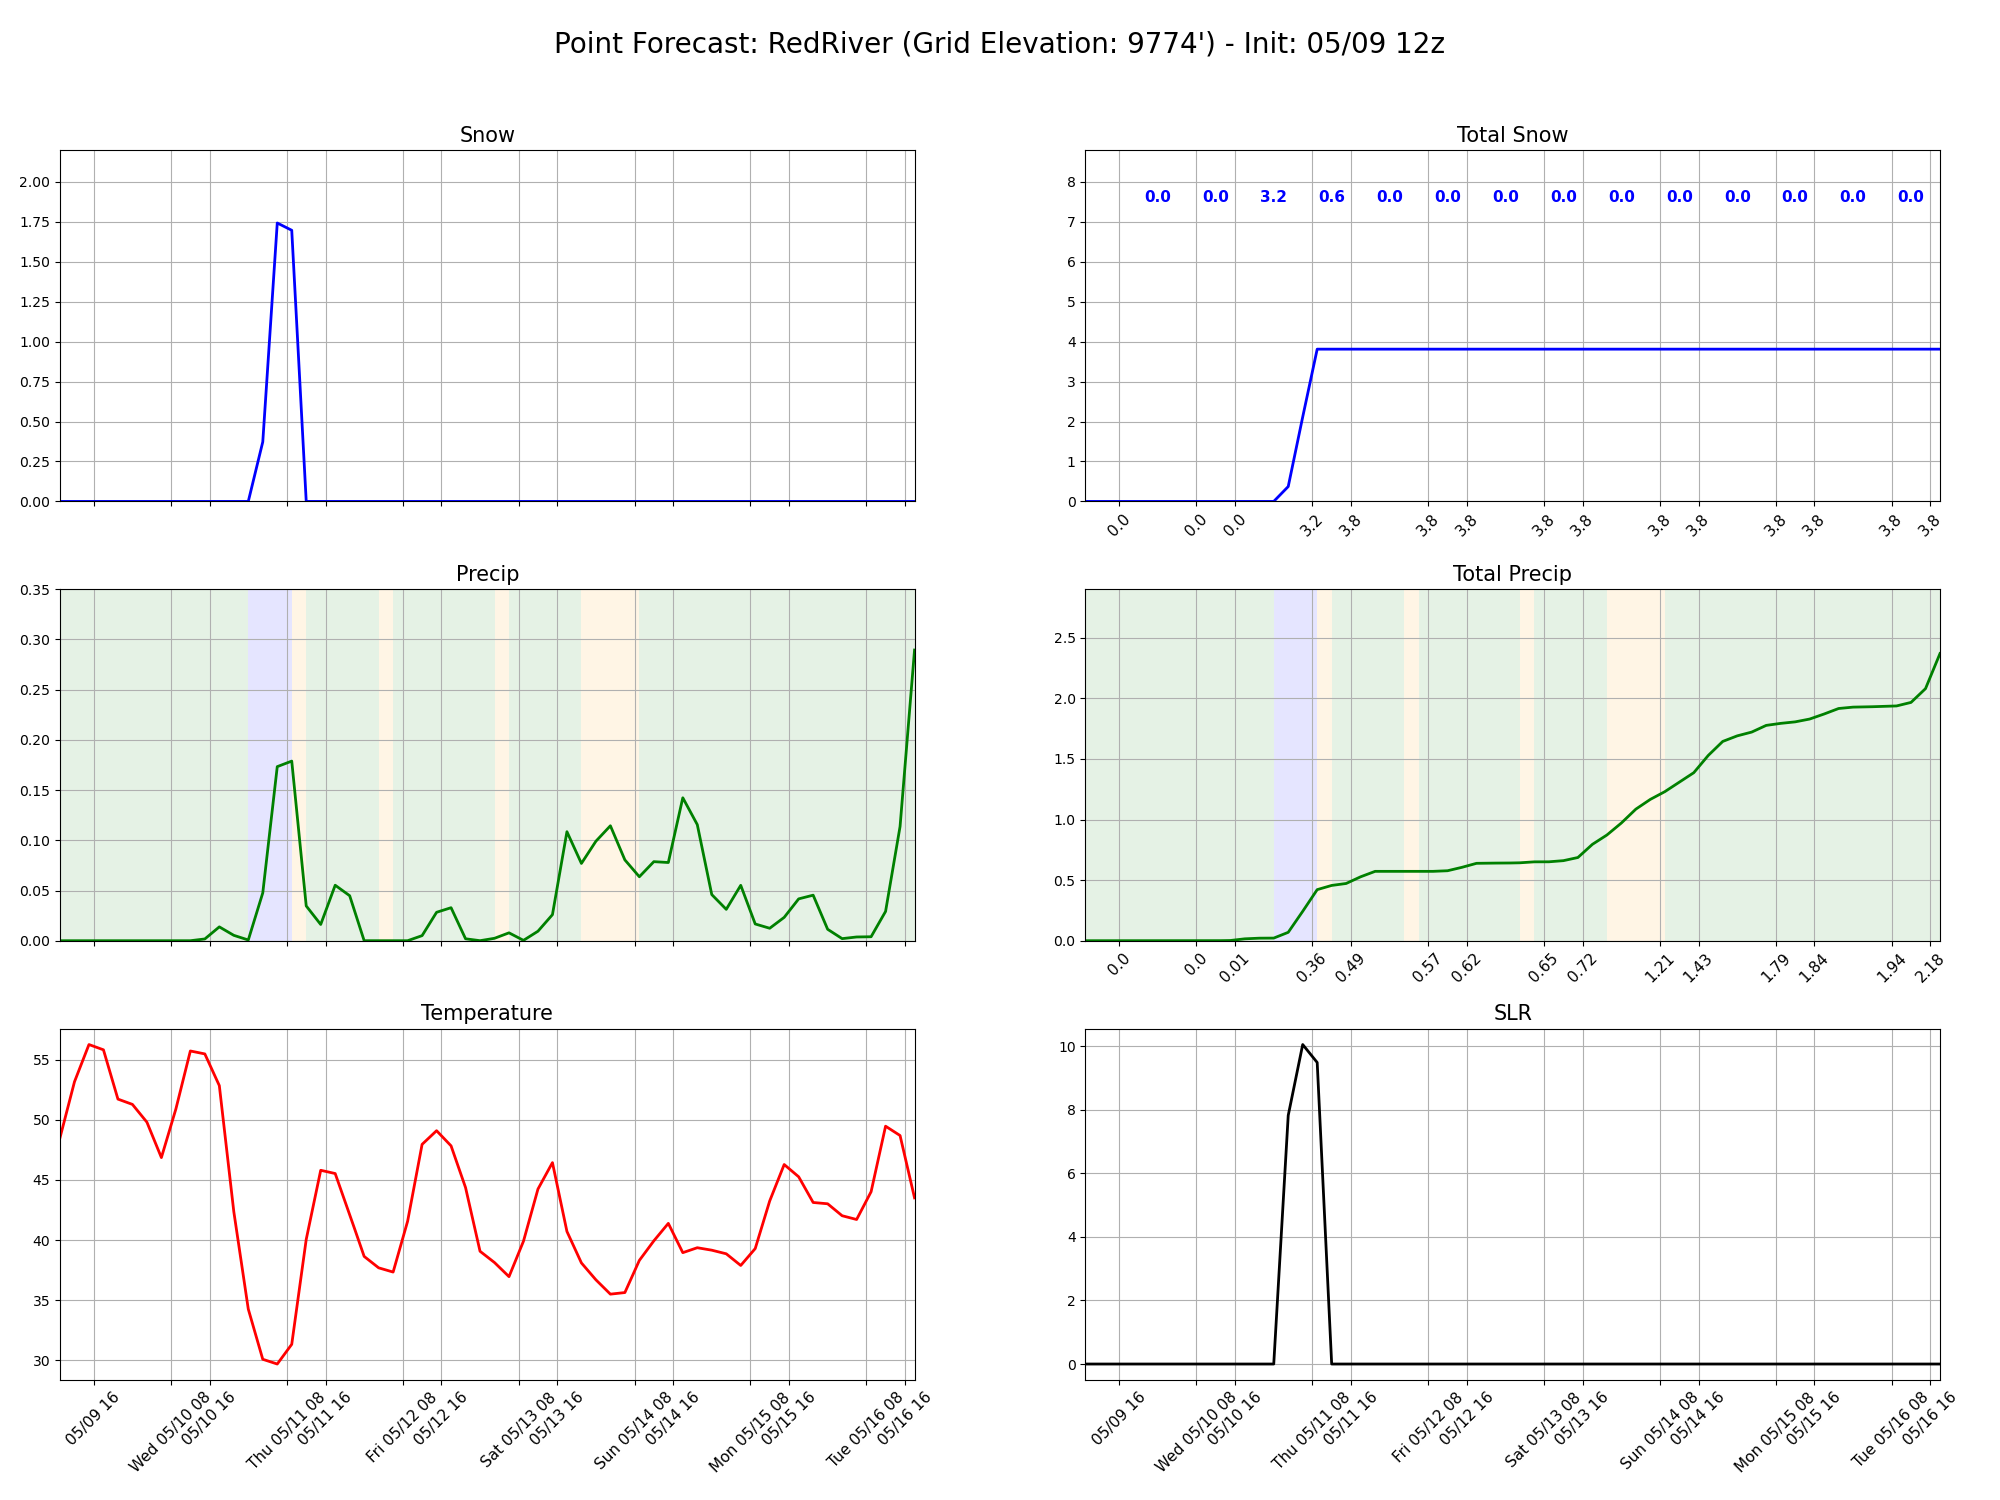 Point Forecast: RedRiver (Grid Elevation: 9774') - Init: 05/09 12z
Snow
2.00
1.75
1.50
1.25
1.00
0.75
0.50
0.25
0.00
Total Snow
8
7
6
5
4
3
2
1
0
0.0 0.0 3.2 0.6 0.0 0.0 0.0 0.0 0.0 0.0 0.0 0.0 0.0 0.0
0.0 0.0 0.0 3.2 3.8 3.8 3.8 3.8 3.8 3.8 3.8 3.8 3.8 3.8 3.8
Precip
0.35
0.30
0.25
0.20
0.15
0.10
0.05
0.00
Total Precip
2.5
2.0
1.5
1.0
0.5
0.0
0.0 0.0 0.01 0.36 0.49 0.57 0.62 0.65 0.72 1.21 1.43 1.79 1.84 1.94 2.18
Temperature
55
50
45
40
35
30
05/09 16
Wed 05/10 08
05/10 16
Thu 05/11 08
05/11 16
Fri 05/12 08
05/12 16
Sat 05/13 08
05/13 16
Sun 05/14 08
05/14 16
Mon 05/15 08
05/15 16
Tue 05/16 08
05/16 16
SLR
10
8
6
4
2
0
05/09 16
Wed 05/10 08
05/10 16
Thu 05/11 08
05/11 16
Fri 05/12 08
05/12 16
Sat 05/13 08
05/13 16
Sun 05/14 08
05/14 16
Mon 05/15 08
05/15 16
Tue 05/16 08
05/16 16